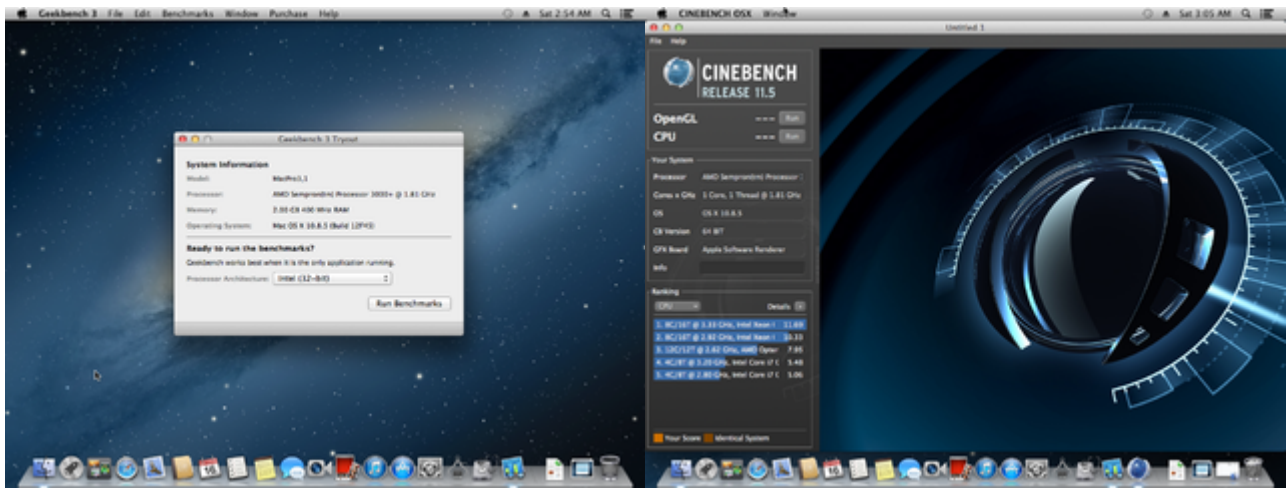 Geekbench 3 File Edit Benchmarks Window Purchase Help
Sat 2:54 AM
Geekbench 3 Tryout
System Information
Model: MacPro3,1
Processor: AMD Sempron(tm) Processor 3000+ @ 1.81 GHz
Memory: 2.00 GB 400 MHz RAM
Operating System: Mac OS X 10.8.5 (Build 12F45)
Ready to run the benchmarks?
Geekbench works best when it is the only application running.
Processor Architecture: Intel (32-bit)
Run Benchmarks
CINEBENCH OSX Window
Sat 3:05 AM
Untitled 1
File Help
CINEBENCH
RELEASE 11.5
OpenGL --- Run
CPU --- Run
Your System
Processor AMD Sempron(tm) Processor
Cores x GHz 1 Core, 1 Thread @ 1.81 GHz
OS OS X 10.8.5
CB Version 64 BIT
GFX Board Apple Software Renderer
Info
Ranking
CPU Details
1. 8C/16T @ 3.33 GHz, Intel Xeon 11.69
2. 8C/16T @ 2.92 GHz, Intel Xeon 10.33
3. 12C/12T @ 2.62 GHz, AMD Opter 7.95
4. 4C/8T @ 3.20 GHz, Intel Core i7 5.48
5. 4C/8T @ 2.80 GHz, Intel Core i7 5.06
Your Score Identical System